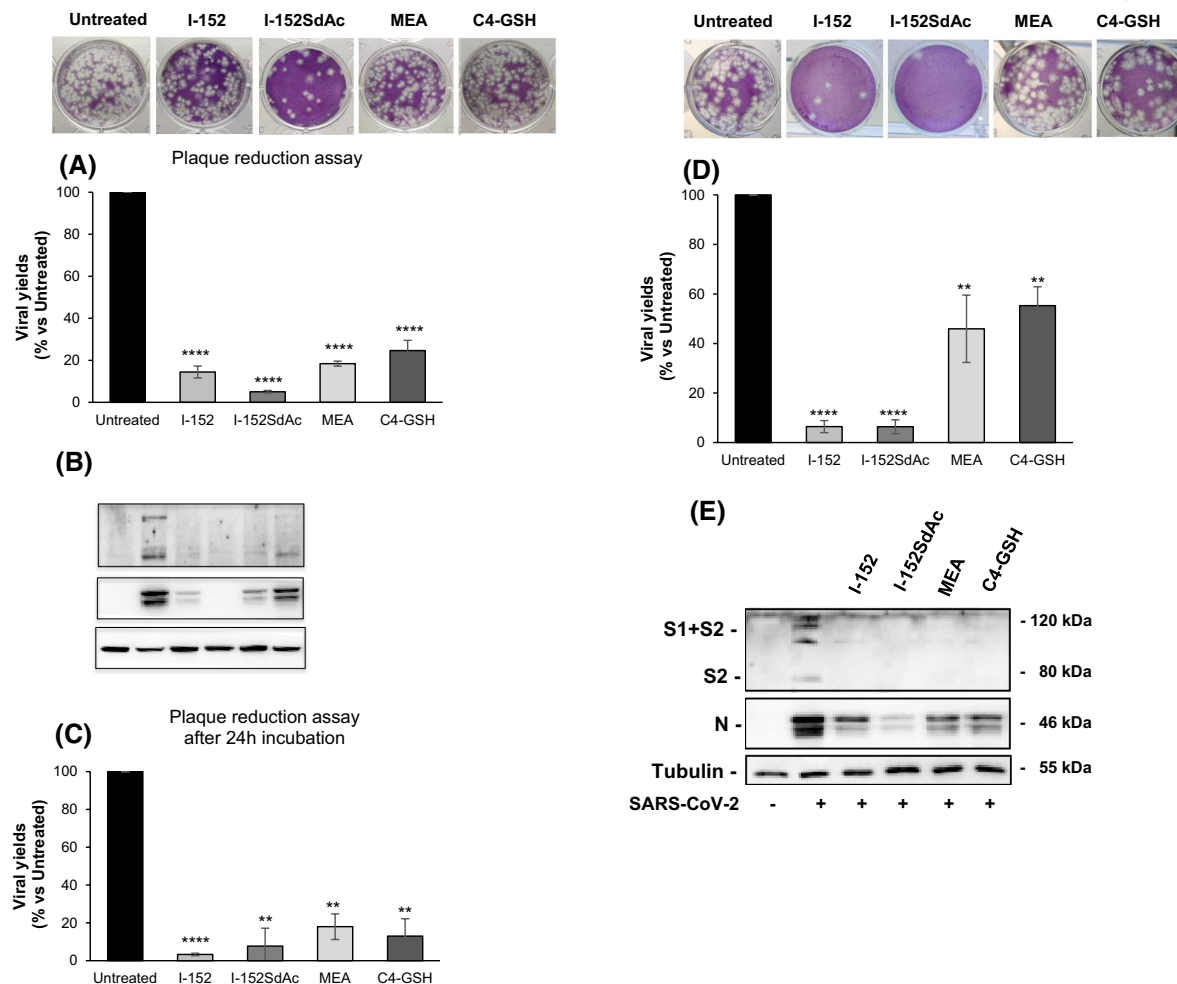 Untreated I-152 I-152SdAc MEA C4-GSH
(A) Plaque reduction assay
100
80
60
40
20
0
Viral yields
(% vs Untreated)
****
****
****
****
Untreated I-152 I-152SdAc MEA C4-GSH
(B)
(C) Plaque reduction assay
after 24h incubation
100
80
60
40
20
0
Viral yields
(% vs Untreated)
****
**
**
**
Untreated I-152 I-152SdAc MEA C4-GSH
Untreated I-152 I-152SdAc MEA C4-GSH
(D)
100
80
60
40
20
0
Viral yields
(% vs Untreated)
****
****
**
**
Untreated I-152 I-152SdAc MEA C4-GSH
(E)
I-152 I-152SdAc MEA C4-GSH
S1+S2 - - 120 kDa
S2 - - 80 kDa
N - - 46 kDa
Tubulin - - 55 kDa
SARS-CoV-2 - + + + + +